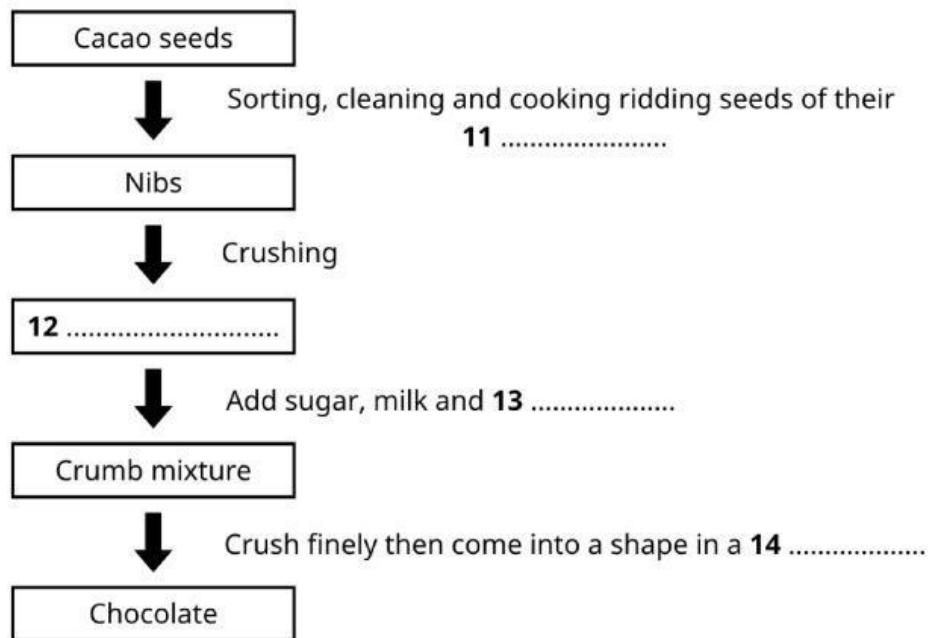 Cacao seeds
Sorting, cleaning and cooking ridding seeds of their
11 .......................
Nibs
Crushing
12 .............................
Add sugar, milk and 13 ....................
Crumb mixture
Crush finely then come into a shape in a 14 ...................
Chocolate